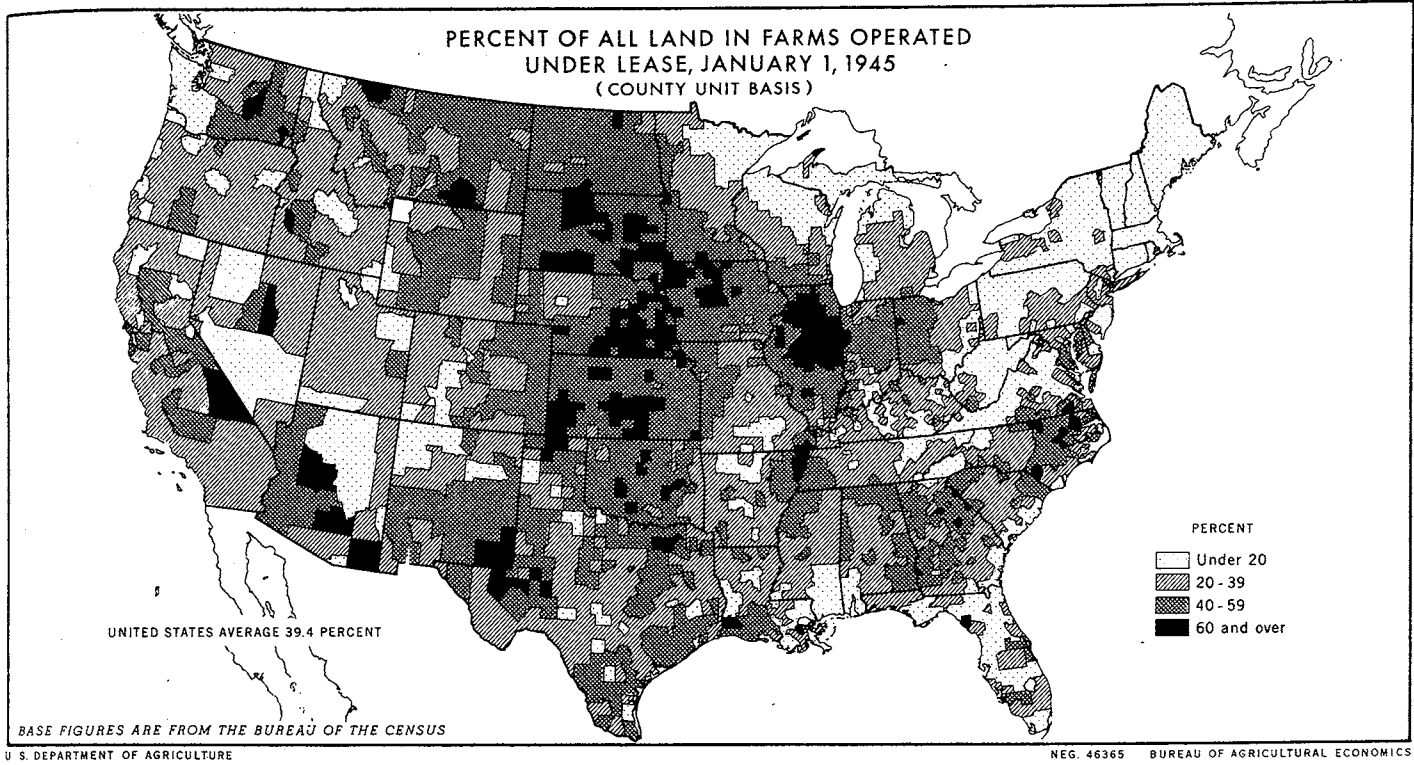 PERCENT OF ALL LAND IN FARMS OPERATED
UNDER LEASE, JANUARY 1, 1945
( COUNTY UNIT BASIS )
PERCENT
Under 20
20 - 39
40 - 59
60 and over
UNITED STATES AVERAGE 39.4 PERCENT
BASE FIGURES ARE FROM THE BUREAU OF THE CENSUS
U. S. DEPARTMENT OF AGRICULTURE
NEG. 46365 BUREAU OF AGRICULTURAL ECONOMICS